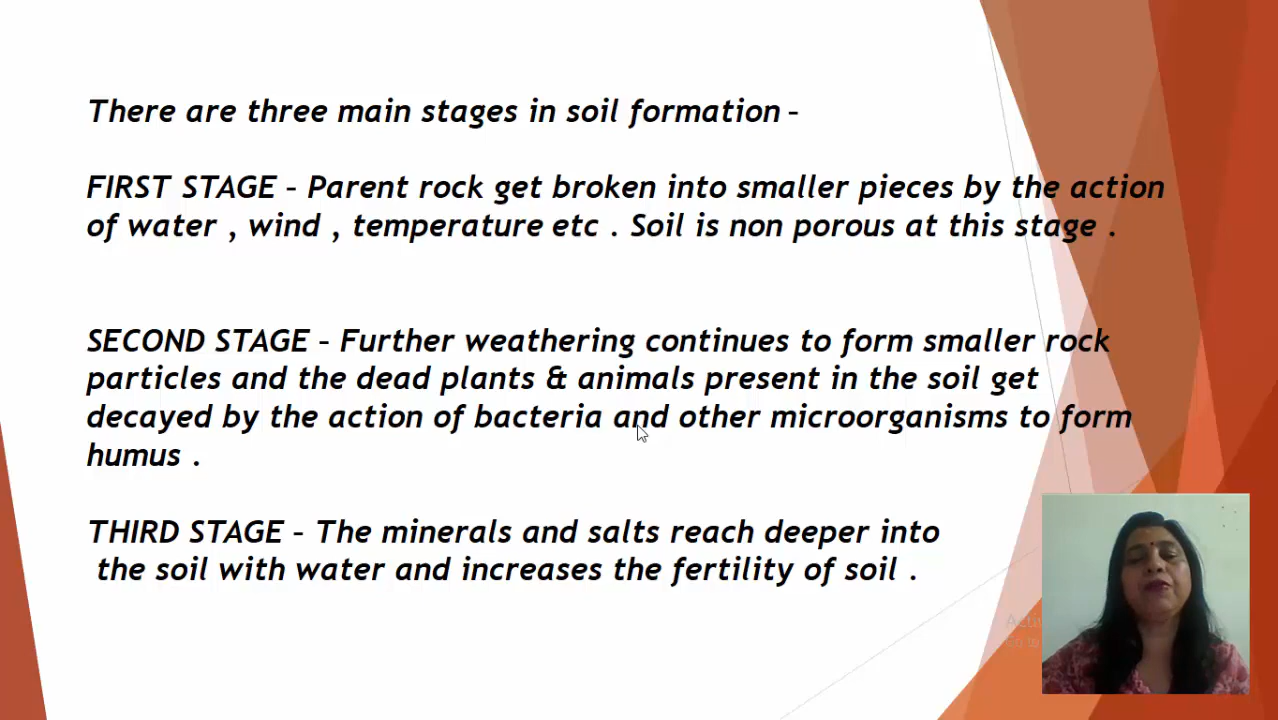 There are three main stages in soil formation –
FIRST STAGE – Parent rock get broken into smaller pieces by the action
of water , wind , temperature etc . Soil is non porous at this stage .
SECOND STAGE – Further weathering continues to form smaller rock
particles and the dead plants & animals present in the soil get
decayed by the action of bacteria and other microorganisms to form
humus .
THIRD STAGE – The minerals and salts reach deeper into
the soil with water and increases the fertility of soil .
Go to